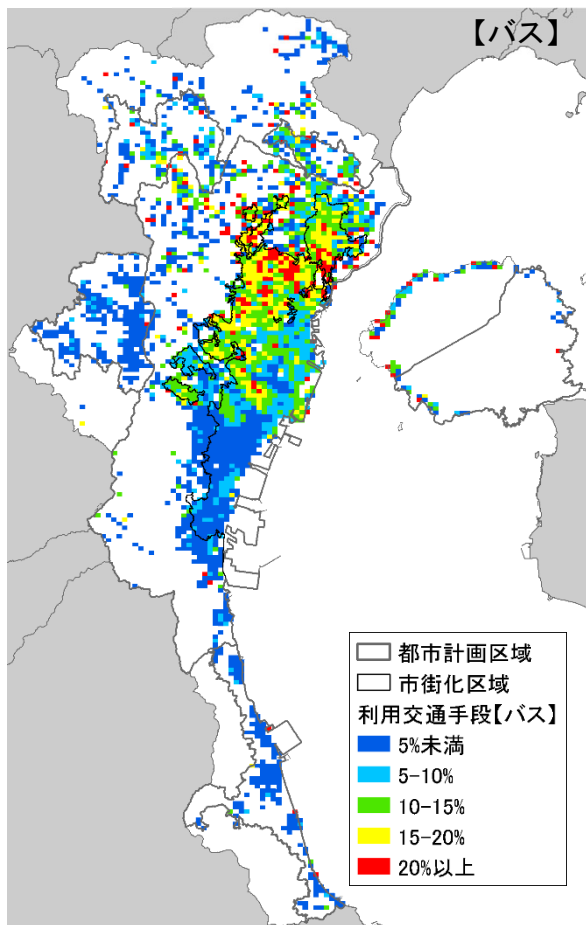 【バス】
都市計画区域
市街化区域
利用交通手段【バス】
5%未満
5-10%
10-15%
15-20%
20%以上